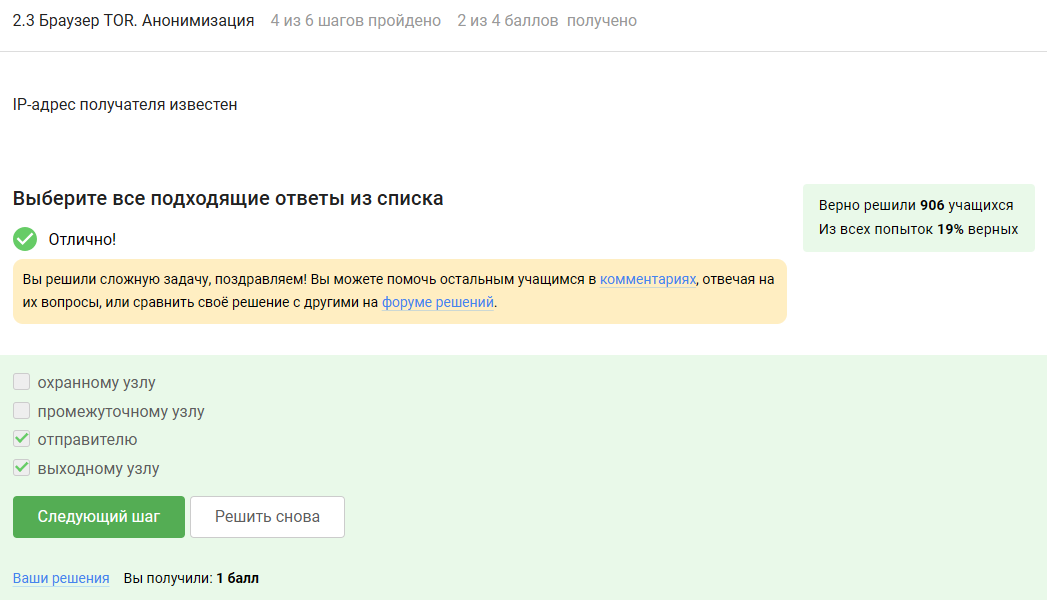 2.3 Браузер TOR. Анонимизация 4 из 6 шагов пройдено 2 из 4 баллов получено
IP-адрес получателя известен
Выберите все подходящие ответы из списка
Верно решили 906 учащихся
Из всех попыток 19% верных
Отлично!
Вы решили сложную задачу, поздравляем! Вы можете помочь остальным учащимся в комментариях, отвечая на
их вопросы, или сравнить своё решение с другими на форуме решений.
охранному узлу
промежуточному узлу
отправителю
выходному узлу
Следующий шаг Решить снова
Ваши решения Вы получили: 1 балл